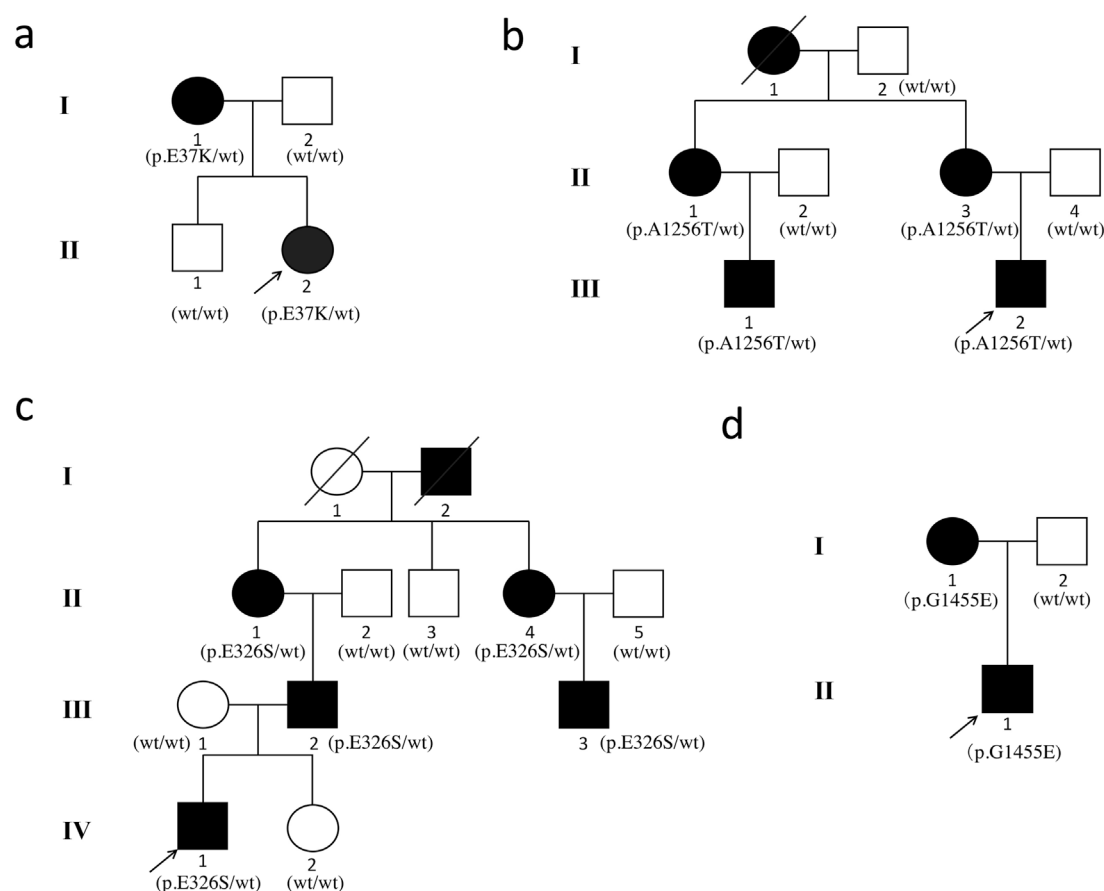 a
I
1 2
(p.E37K/wt) (wt/wt)
II
1 2
(wt/wt) (p.E37K/wt)
b
I
1 2 (wt/wt)
II
1 2 3 4
(p.A1256T/wt) (wt/wt) (p.A1256T/wt) (wt/wt)
III
1 2
(p.A1256T/wt) (p.A1256T/wt)
c
I
1 2
II
1 2 3 4 5
(p.E326S/wt) (wt/wt) (wt/wt) (p.E326S/wt) (wt/wt)
III
(wt/wt) 1 2 (p.E326S/wt) 3 (p.E326S/wt)
IV
1 2
(p.E326S/wt) (wt/wt)
d
I
1 2
(p.G1455E) (wt/wt)
II
1
(p.G1455E)